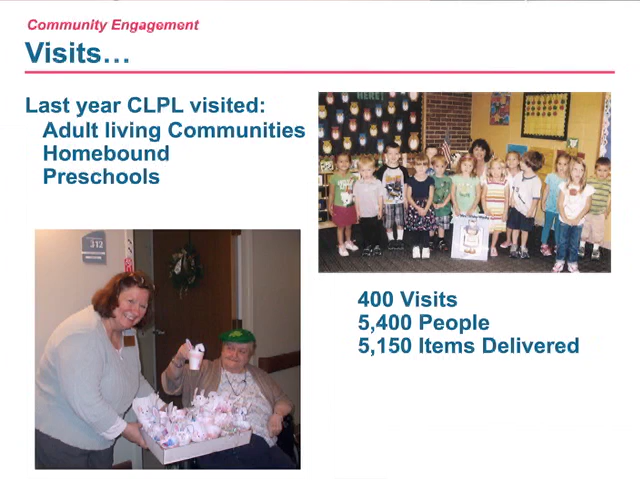 Community Engagement
Visits…
Last year CLPL visited:
Adult living Communities
Homebound
Preschools
312
400 Visits
5,400 People
5,150 Items Delivered